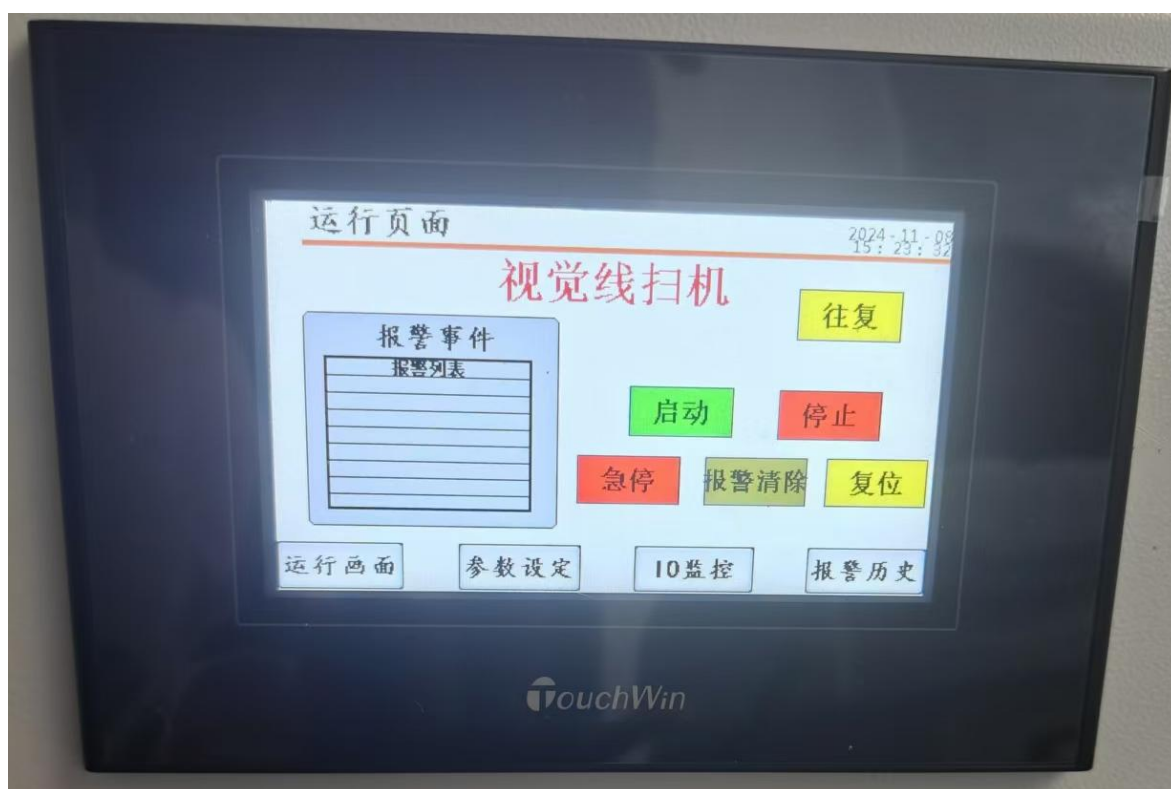 运行页面
2024-11-08
15:23:32
视觉线扫机
往复
报警事件
报警列表
启动
停止
急停
报警清除
复位
运行画面
参数设定
IO监控
报警历史
TouchWin